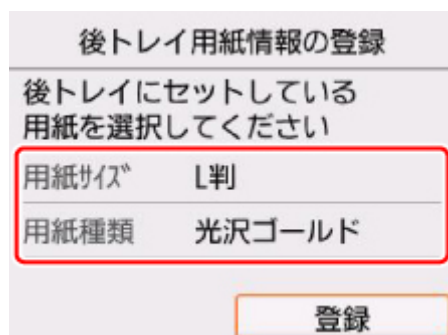 後トレイ用紙情報の登録
後トレイにセットしている
用紙を選択してください
用紙ｻｲｽﾞ L判
用紙種類 光沢ゴールド
登録